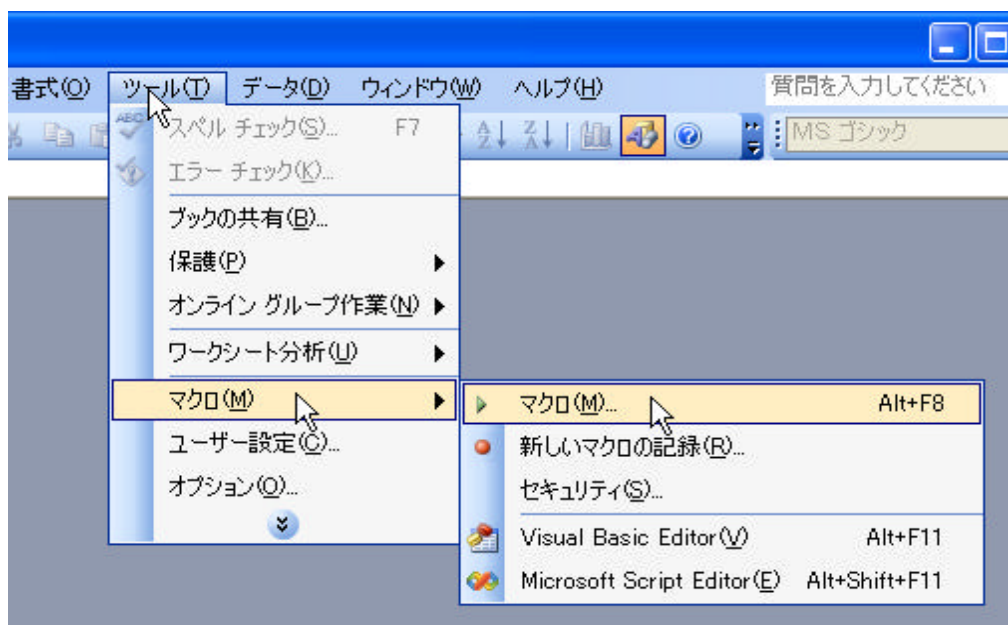 書式(O) ツール(T) データ(D) ウィンドウ(W) ヘルプ(H) 質問を入力してください
MS ゴシック
ABC スペル チェック(S)... F7
エラー チェック(K)...
ブックの共有(B)...
保護(P)
オンライン グループ作業(N)
ワークシート分析(U)
マクロ(M)
ユーザー設定(C)...
オプション(O)...
マクロ(M)... Alt+F8
新しいマクロの記録(R)...
セキュリティ(S)...
Visual Basic Editor(V) Alt+F11
Microsoft Script Editor(E) Alt+Shift+F11